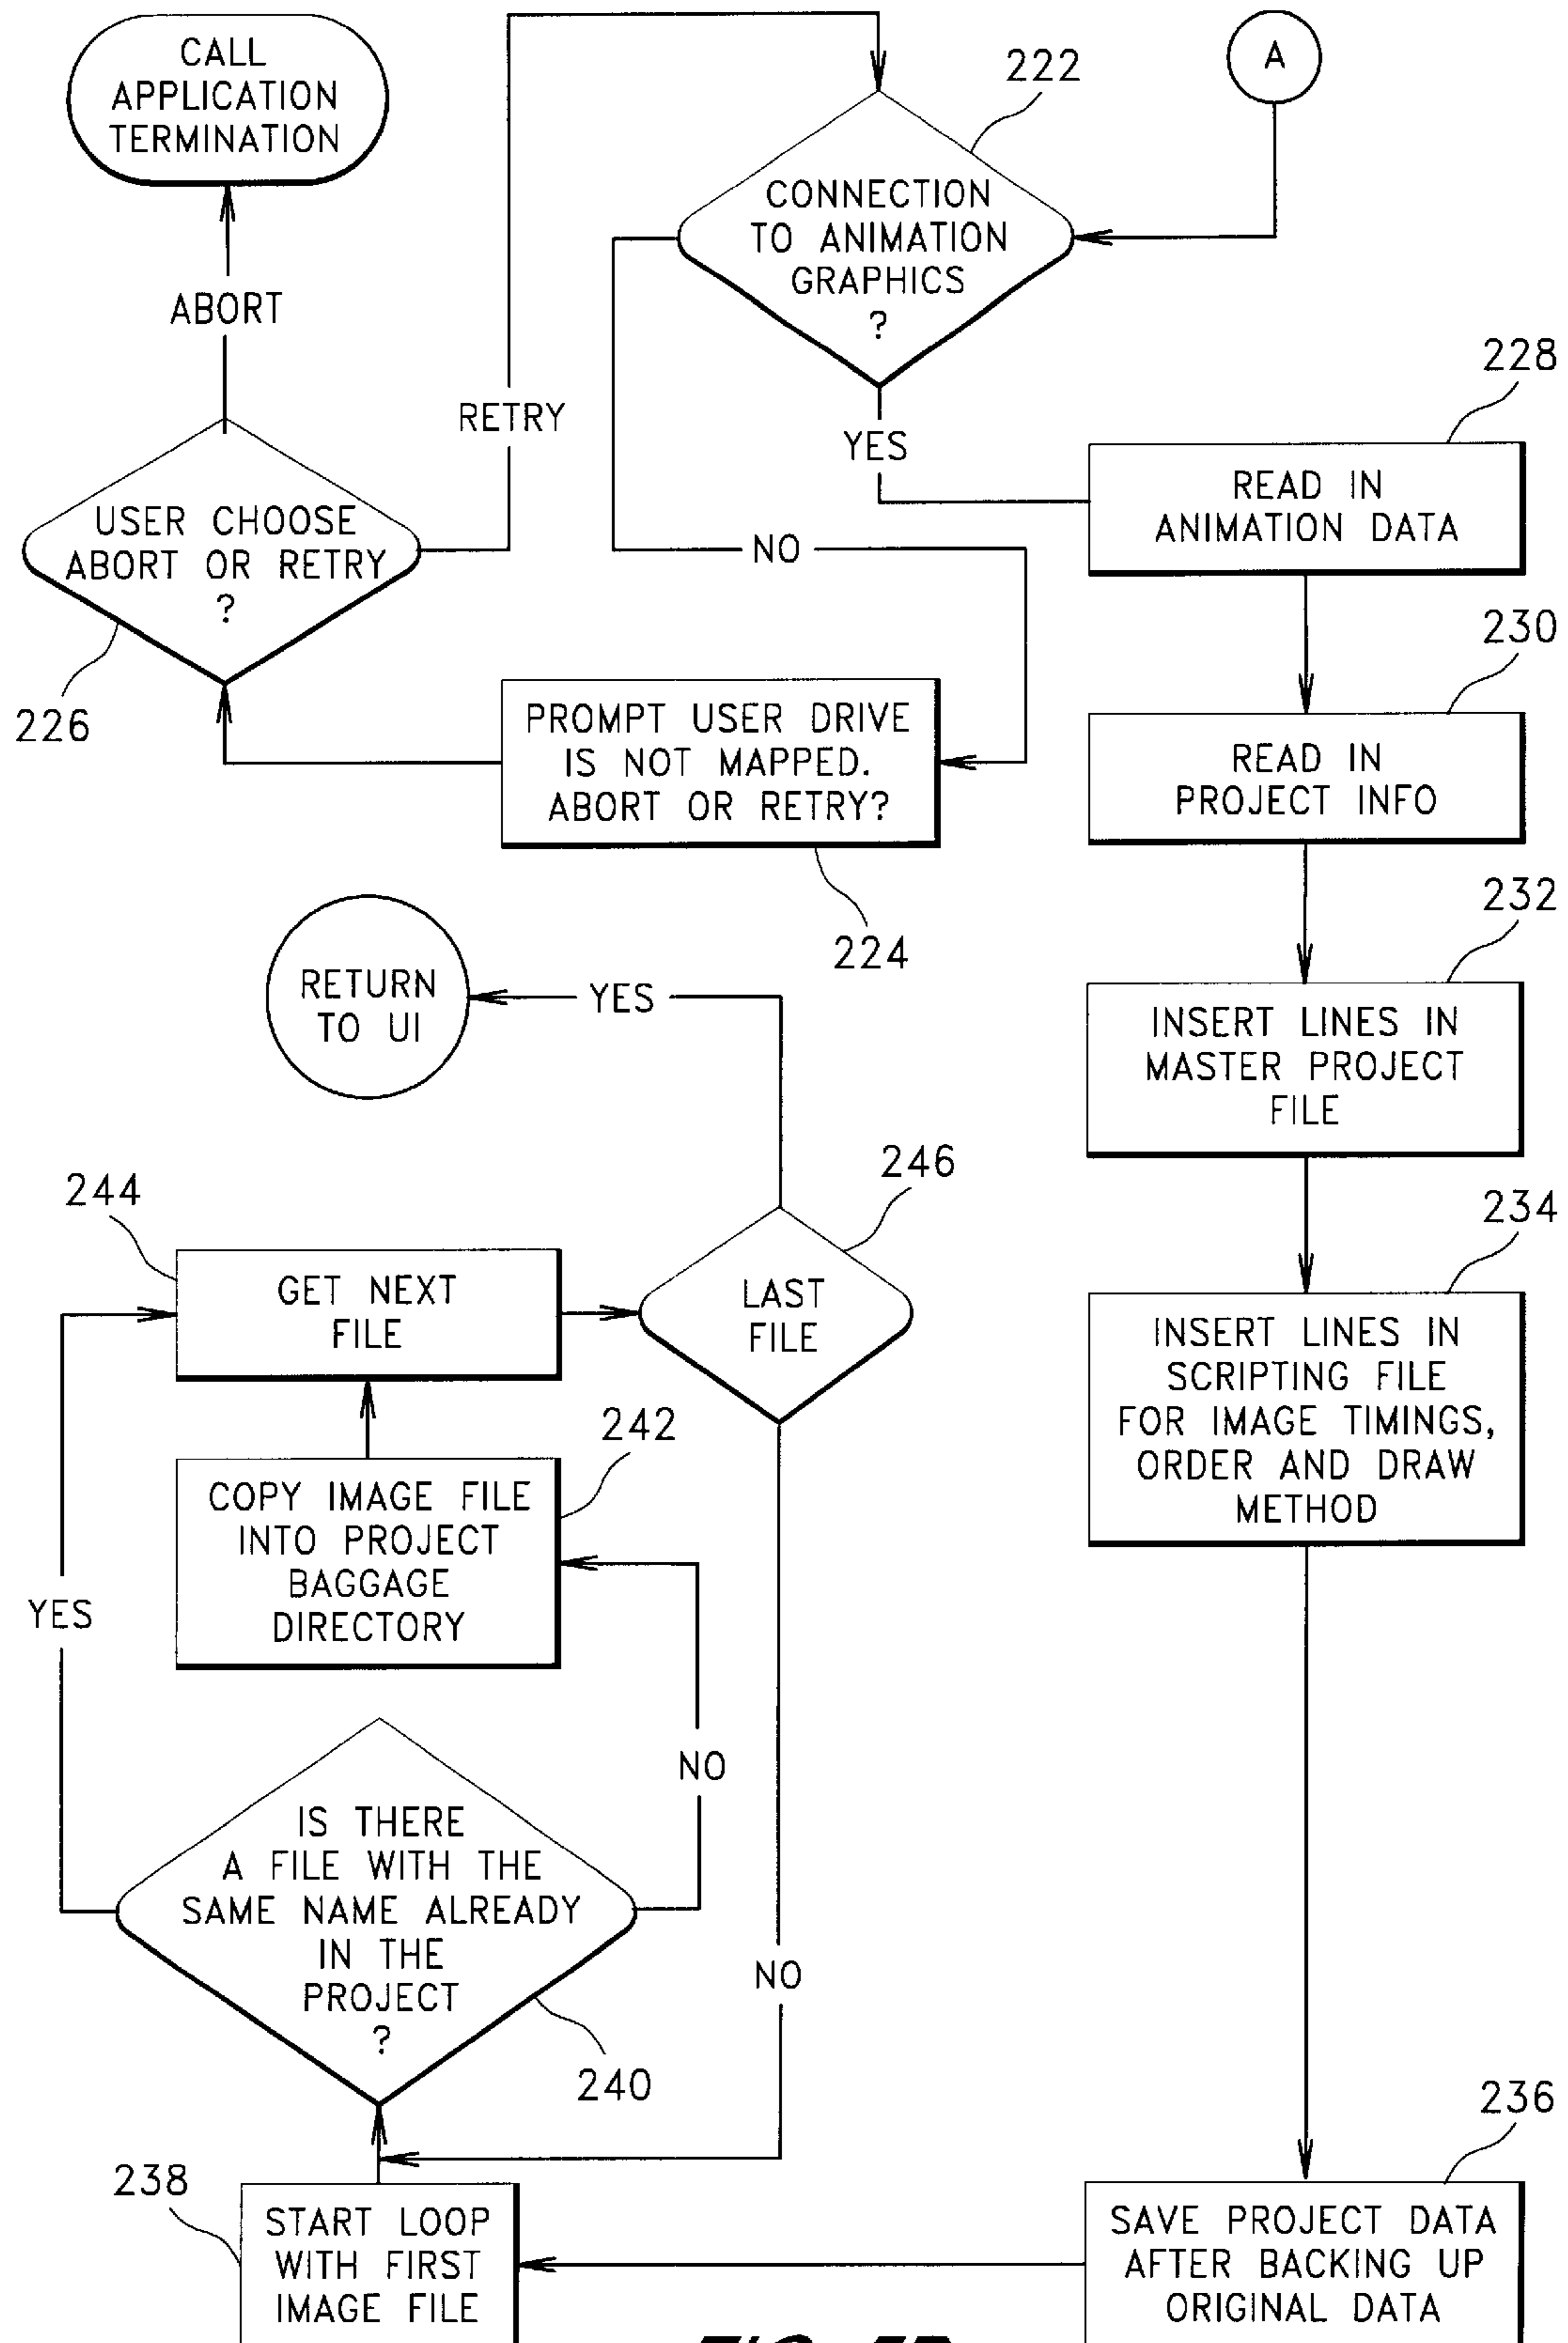 CALL
APPLICATION
TERMINATION
A
222
CONNECTION
TO ANIMATION
GRAPHICS
?
ABORT
RETRY
YES
228
READ IN
ANIMATION DATA
USER CHOOSE
ABORT OR RETRY
?
NO
226
230
READ IN
PROJECT INFO
PROMPT USER DRIVE
IS NOT MAPPED.
ABORT OR RETRY?
224
232
INSERT LINES IN
MASTER PROJECT
FILE
RETURN
TO UI
YES
246
244
GET NEXT
FILE
LAST
FILE
234
INSERT LINES IN
SCRIPTING FILE
FOR IMAGE TIMINGS,
ORDER AND DRAW
METHOD
242
COPY IMAGE FILE
INTO PROJECT
BAGGAGE
DIRECTORY
YES
NO
IS THERE
A FILE WITH THE
SAME NAME ALREADY
IN THE
PROJECT
?
240
NO
236
238
START LOOP
WITH FIRST
IMAGE FILE
SAVE PROJECT DATA
AFTER BACKING UP
ORIGINAL DATA